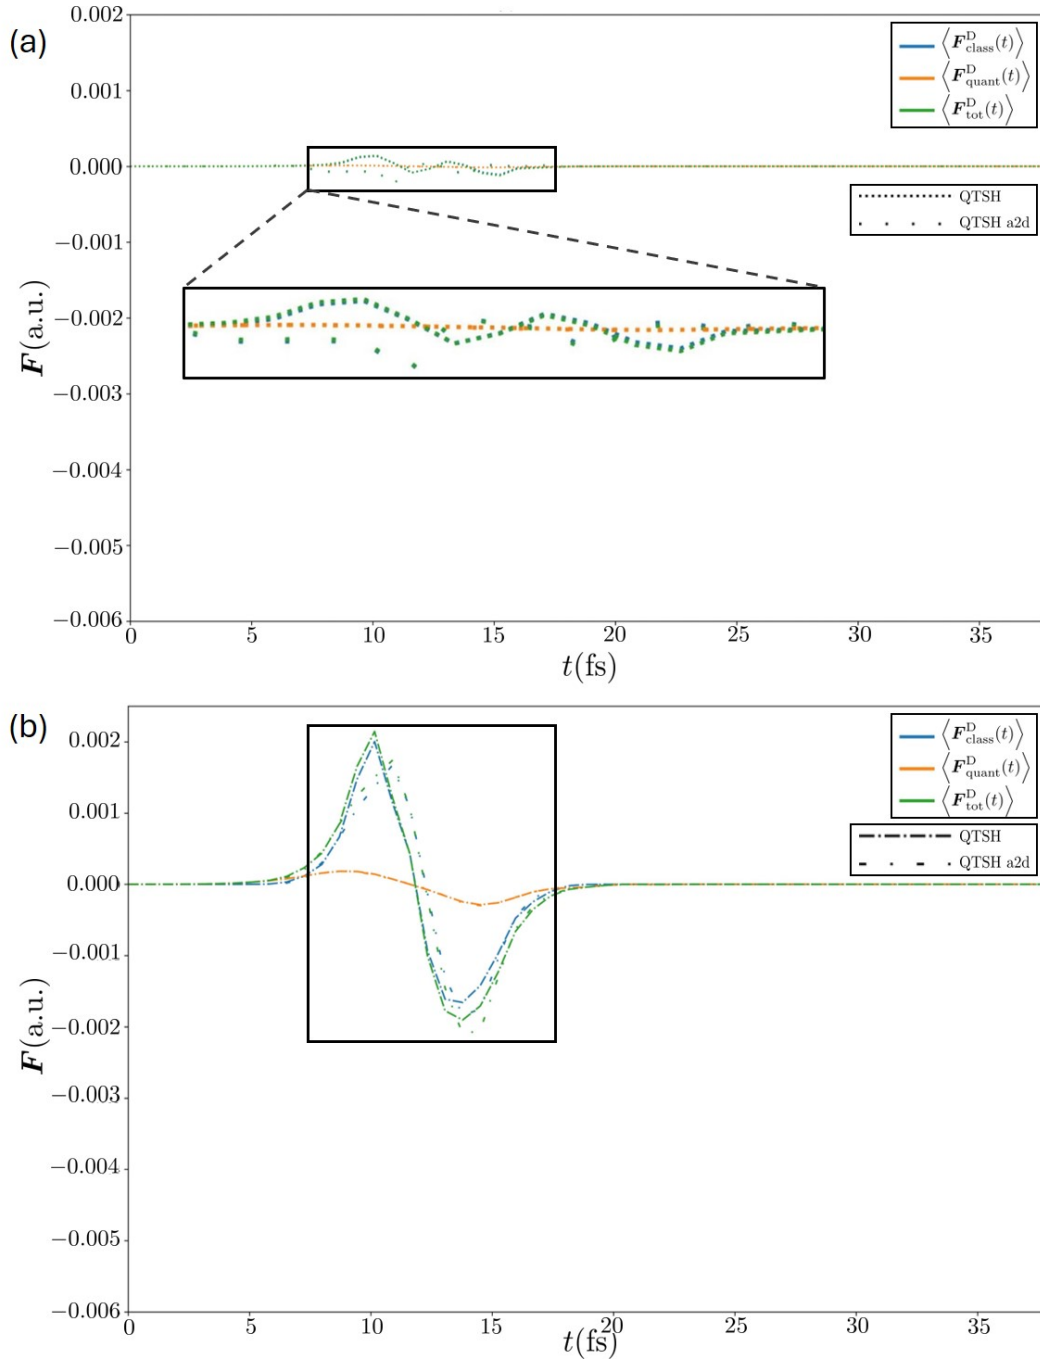 (a)
0.002
0.001
0.000
−0.001
−0.002
−0.003
−0.004
−0.005
−0.006
F(a.u.)
0 5 10 15 20 25 30 35
t(fs)
⟨F^D_class(t)⟩
⟨F^D_quant(t)⟩
⟨F^D_tot(t)⟩
QTSH
QTSH a2d
(b)
0.002
0.001
0.000
−0.001
−0.002
−0.003
−0.004
−0.005
−0.006
F(a.u.)
0 5 10 15 20 25 30 35
t(fs)
⟨F^D_class(t)⟩
⟨F^D_quant(t)⟩
⟨F^D_tot(t)⟩
QTSH
QTSH a2d